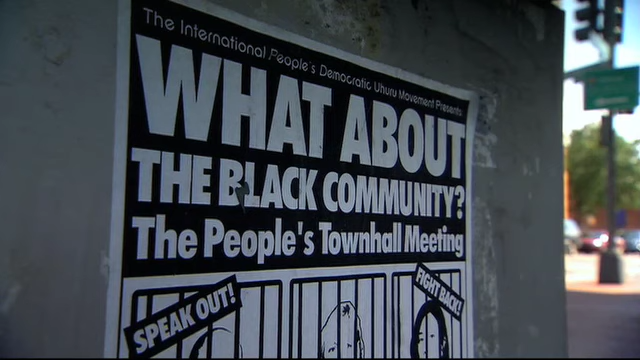 The International People's Democratic Uhuru Movement Presents
WHAT ABOUT
THE BLACK COMMUNITY?
The People's Townhall Meeting
SPEAK OUT!
FIGHT BACK!